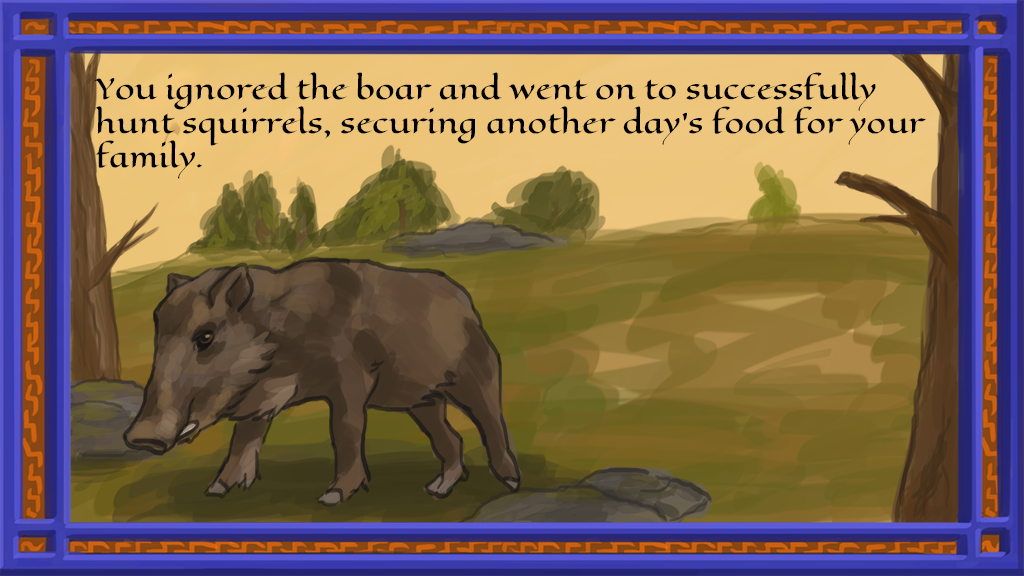 You ignored the boar and went on to successfully
hunt squirrels, securing another day's food for your
family.